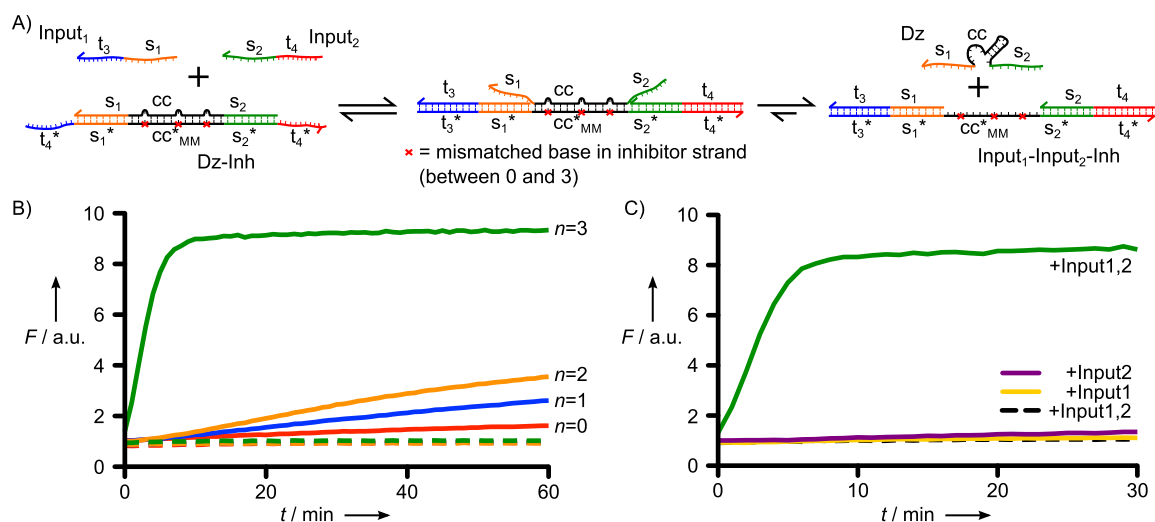 A)
Input₁
t₃
s₁
s₂
t₄
Input₂
s₁
cc
s₂
t₄*
s₁*
cc*MM
s₂*
t₄*
Dz-Inh
s₁
cc
s₂
t₃
t₄
t₃*
s₁*
cc*MM
s₂*
t₄*
× = mismatched base in inhibitor strand
(between 0 and 3)
Dz
cc
s₁
s₂
t₃
s₁
s₂
t₄
t₃*
s₁*
cc*MM
s₂*
t₄*
Input₁-Input₂-Inh
B)
10
8
6
4
2
0
F / a.u.
n=3
n=2
n=1
n=0
0
20
40
60
t / min
C)
10
8
6
4
2
0
F / a.u.
+Input1,2
+Input2
+Input1
+Input1,2
0
10
20
30
t / min